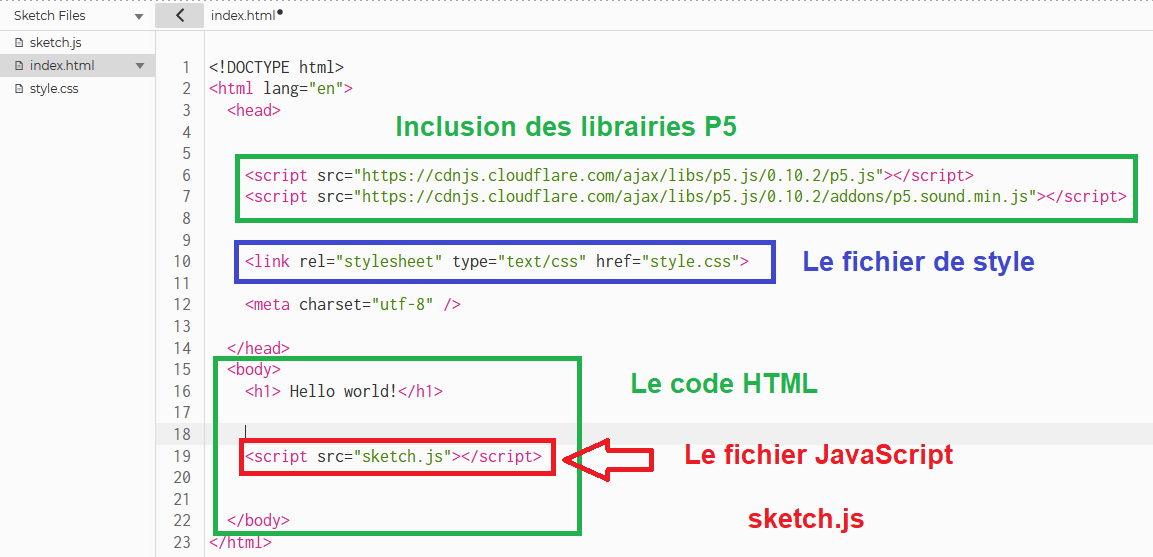 Sketch Files
index.html
sketch.js
index.html
style.css
1 <!DOCTYPE html>
2 <html lang="en">
3 <head>
Inclusion des librairies P5
4
5
6 <script src="https://cdnjs.cloudflare.com/ajax/libs/p5.js/0.10.2/p5.js"></script>
7 <script src="https://cdnjs.cloudflare.com/ajax/libs/p5.js/0.10.2/addons/p5.sound.min.js"></script>
8
9
10 <link rel="stylesheet" type="text/css" href="style.css">
Le fichier de style
11
12 <meta charset="utf-8" />
13
14 </head>
15 <body>
Le code HTML
16 <h1> Hello world!</h1>
17
18
19 <script src="sketch.js"></script>
Le fichier JavaScript
20
21
sketch.js
22 </body>
23 </html>